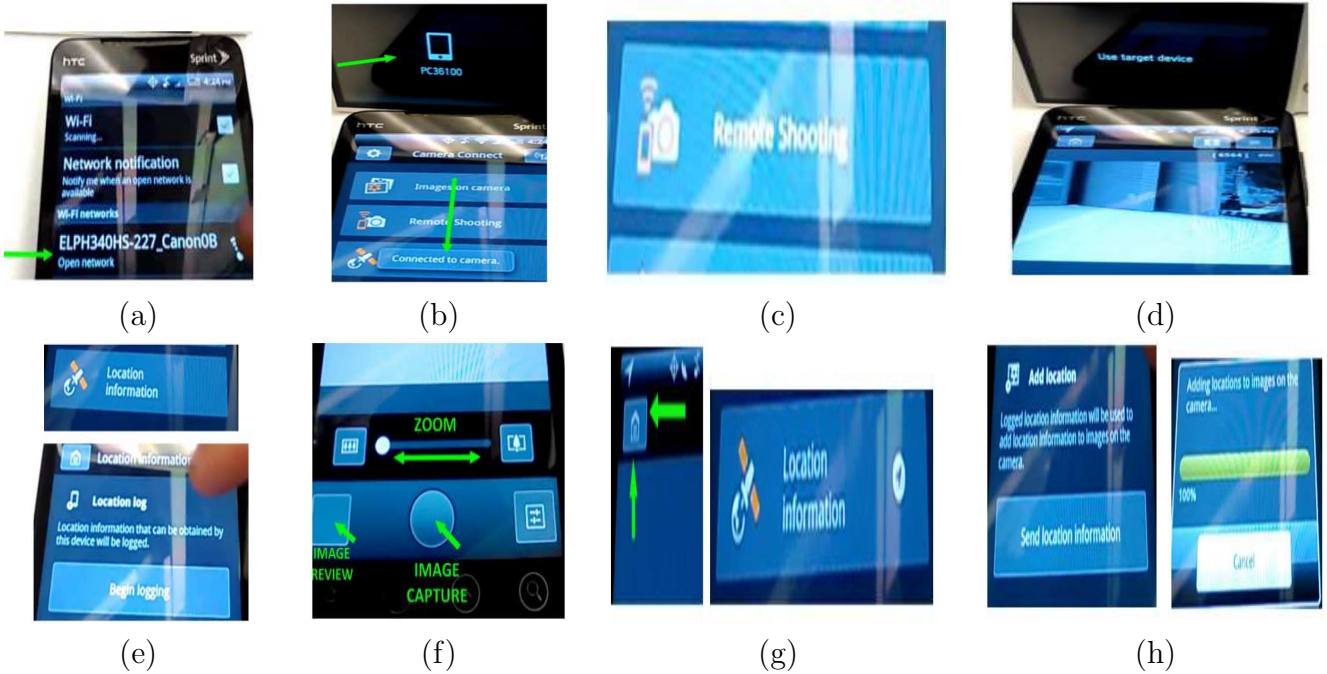 htc
Sprint
4:24 PM
Wi-Fi
Wi-Fi
Scanning...
Network notification
Notify me when an open network is
available
Wi-Fi networks
ELPH340HS-227_Canon0B
Open network
(a)
PC36100
htc
Sprint
4:24
Camera Connect
Images on camera
Remote Shooting
Connected to camera.
(b)
Remote Shooting
(c)
Use target device
htc
Sprint
(d)
Location
information
Location information
Location log
Location information that can be obtained by
this device will be logged.
Begin logging
(e)
ZOOM
IMAGE
REVIEW
IMAGE
CAPTURE
(f)
Location
information
(g)
Add location
Logged location information will be used to
add location information to images on the
camera.
Send location information
Adding locations to images on the
camera...
100%
Cancel
(h)